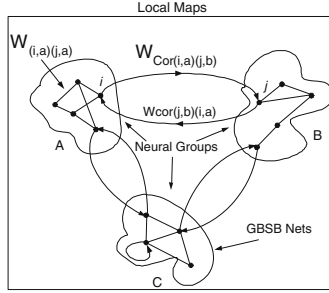 Local Maps
W(i,a)(j,a)
i
WCor(i,a)(j,b)
j
Wcor(j,b)(i,a)
A
Neural Groups
B
GBSB Nets
C